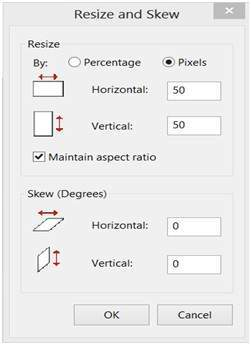 Resize and Skew
Resize
By: Percentage Pixels
Horizontal: 50
Vertical: 50
Maintain aspect ratio
Skew (Degrees)
Horizontal: 0
Vertical: 0
OK Cancel